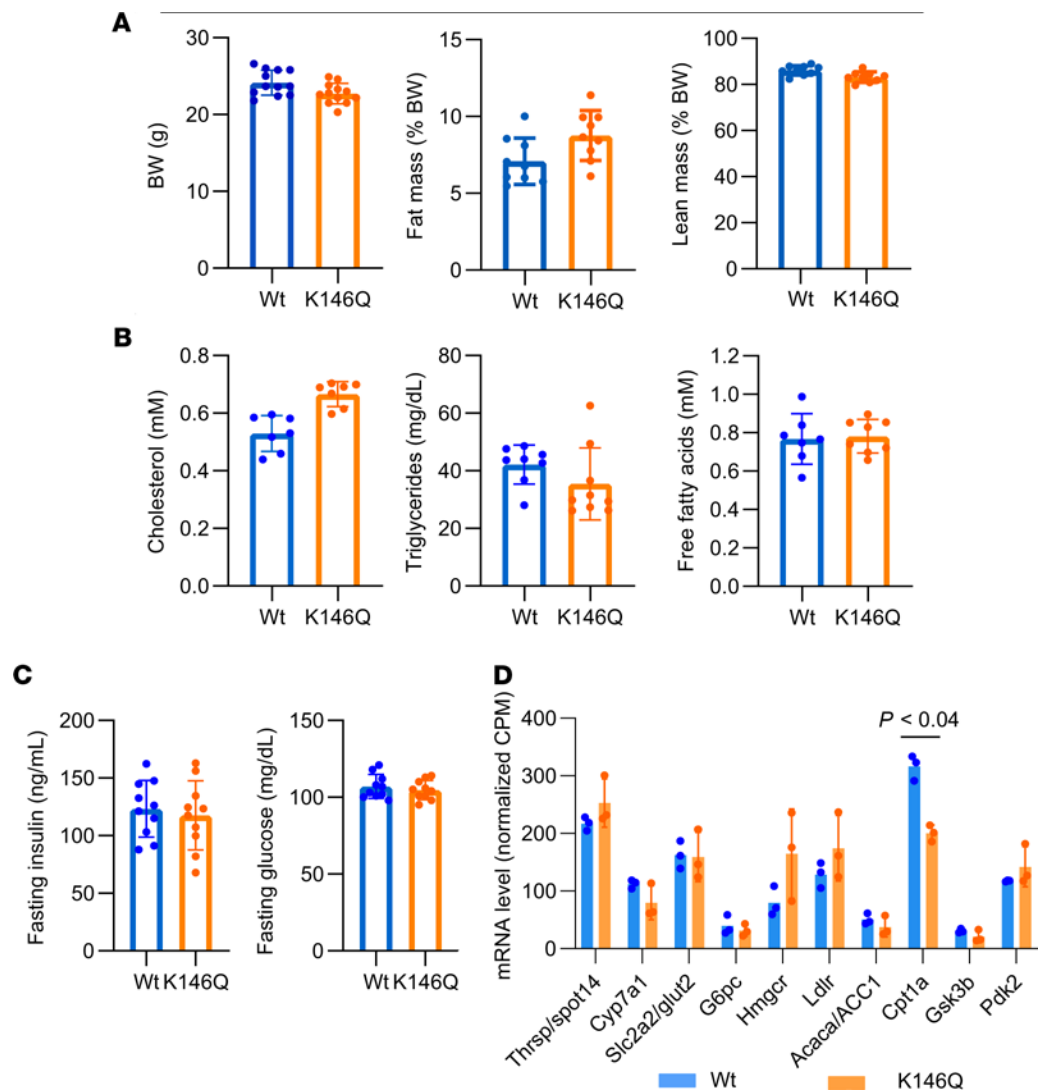 A
BW (g)
30
20
10
0
Wt K146Q
Fat mass (% BW)
15
10
5
0
Wt K146Q
Lean mass (% BW)
100
80
60
40
20
0
Wt K146Q
B
Cholesterol (mM)
0.8
0.6
0.4
0.2
0.0
Wt K146Q
Triglycerides (mg/dL)
80
60
40
20
0
Wt K146Q
Free fatty acids (mM)
1.2
1.0
0.8
0.6
0.4
0.2
0.0
Wt K146Q
C
Fasting insulin (ng/mL)
200
150
100
50
0
Wt K146Q
Fasting glucose (mg/dL)
150
100
50
0
Wt K146Q
D
mRNA level (normalized CPM)
400
300
200
100
0
P < 0.04
Thrsp/spot14
Cyp7a1
Slc2a2/glut2
G6pc
Hmgcr
Ldlr
Acaca/ACC1
Cpt1a
Gsk3b
Pdk2
Wt K146Q